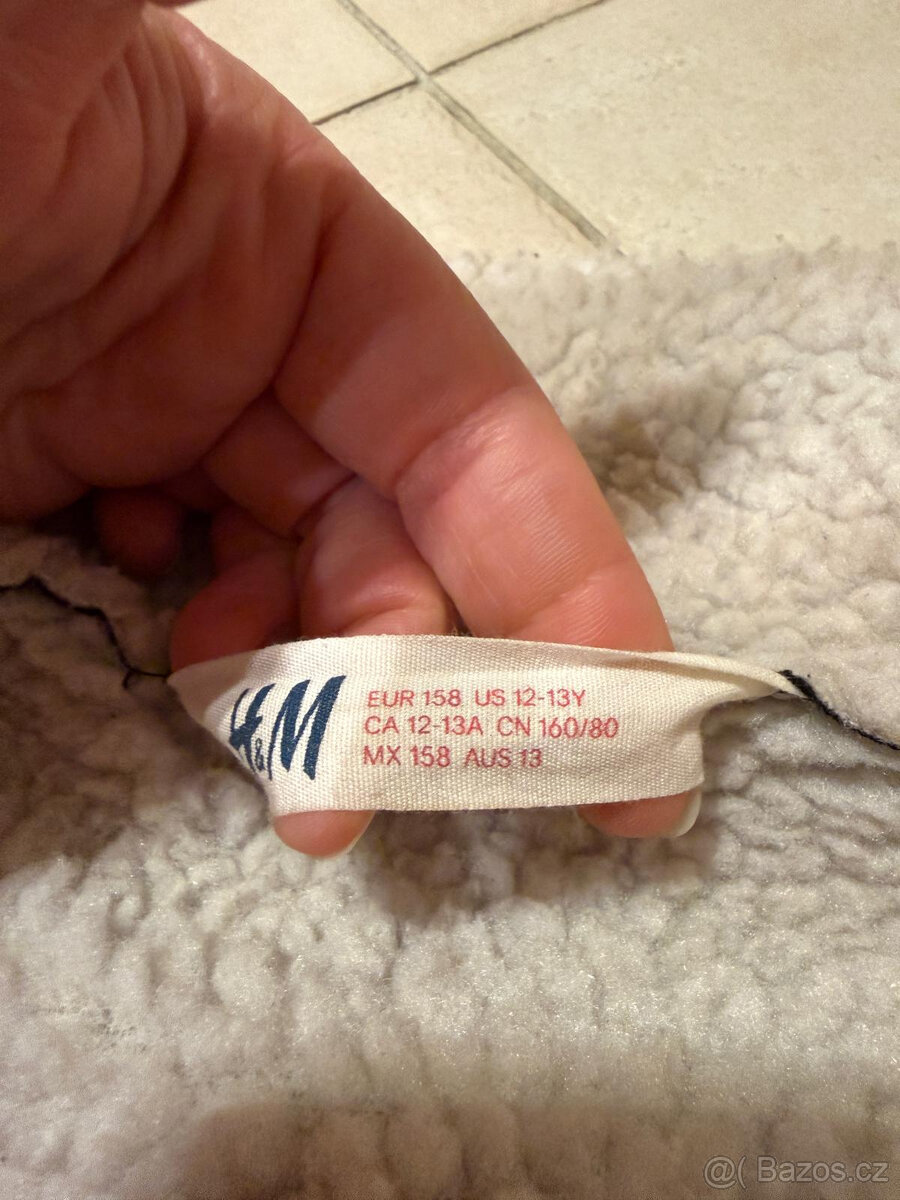 H&M
EUR 158 US 12-13Y
CA 12-13A CN 160/80
MX 158 AUS 13
@( Bazos.cz